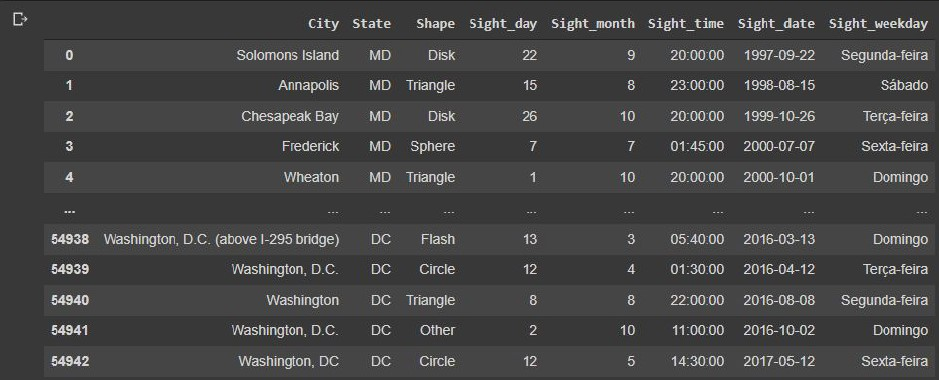 City State Shape Sight_day Sight_month Sight_time Sight_date Sight_weekday
0 Solomons Island MD Disk 22 9 20:00:00 1997-09-22 Segunda-feira
1 Annapolis MD Triangle 15 8 23:00:00 1998-08-15 Sábado
2 Chesapeak Bay MD Disk 26 10 20:00:00 1999-10-26 Terça-feira
3 Frederick MD Sphere 7 7 01:45:00 2000-07-07 Sexta-feira
4 Wheaton MD Triangle 1 10 20:00:00 2000-10-01 Domingo
... ... ... ... ... ... ... ... ...
54938 Washington, D.C. (above I-295 bridge) DC Flash 13 3 05:40:00 2016-03-13 Domingo
54939 Washington, D.C. DC Circle 12 4 01:30:00 2016-04-12 Terça-feira
54940 Washington DC Triangle 8 8 22:00:00 2016-08-08 Segunda-feira
54941 Washington, D.C. DC Other 2 10 11:00:00 2016-10-02 Domingo
54942 Washington, DC DC Circle 12 5 14:30:00 2017-05-12 Sexta-feira